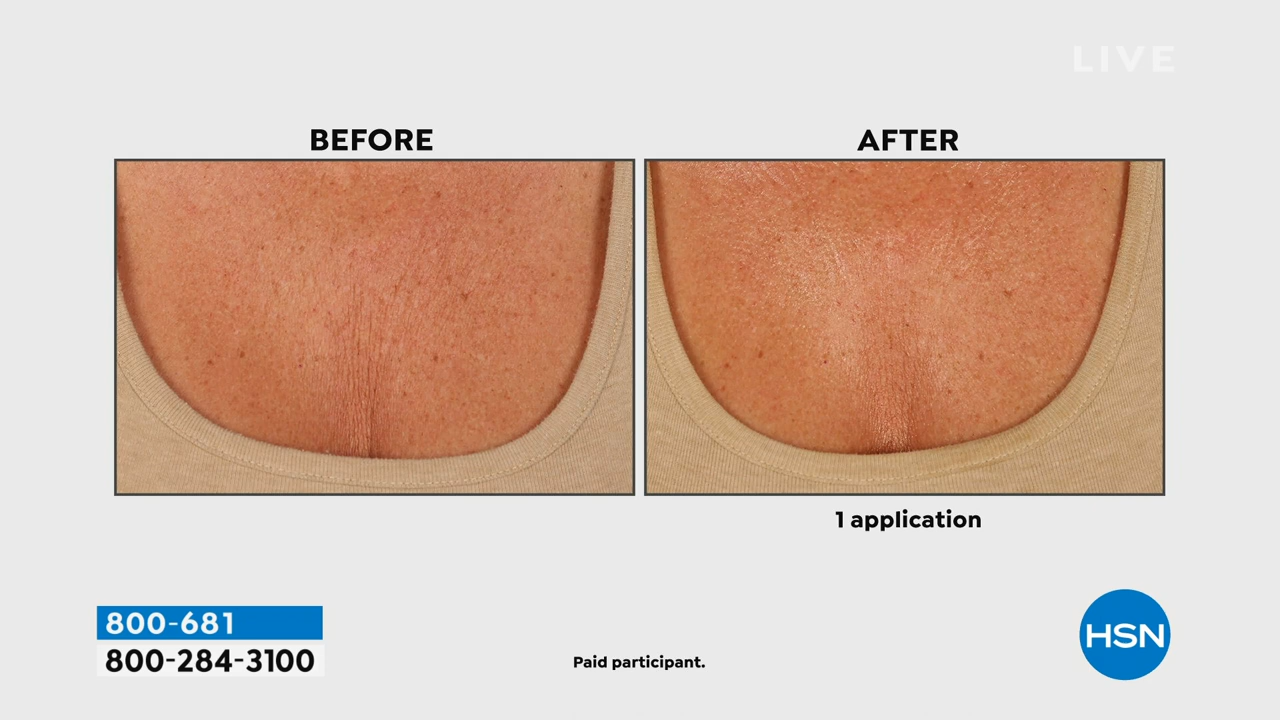 LIVE
BEFORE
AFTER
1 application
800-681
800-284-3100
Paid participant.
HSN